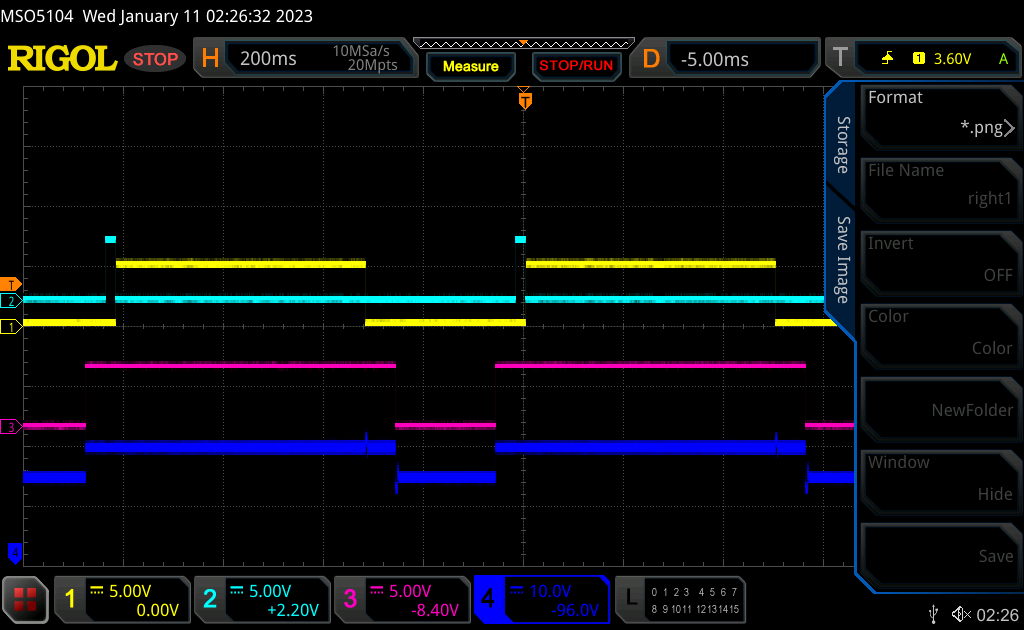 MSO5104 Wed January 11 02:26:32 2023
RIGOL STOP H 200ms 10MSa/s 20Mpts Measure STOP/RUN D -5.00ms T 1 3.60V A
T
Storage
Save Image
Format
*.png
File Name
right1
Invert
OFF
Color
Color
NewFolder
Window
Hide
Save
T
2
1
3
4
1 5.00V 0.00V
2 5.00V +2.20V
3 5.00V -8.40V
4 10.0V -96.0V
L 0 1 2 3 4 5 6 7
8 9 10 11 12 13 14 15
02:26